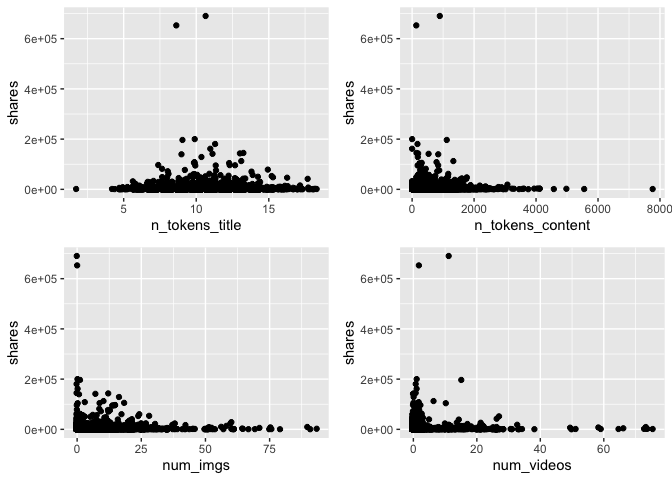 6e+05
4e+05
2e+05
0e+00
shares
5 10 15
n_tokens_title
6e+05
4e+05
2e+05
0e+00
shares
0 2000 4000 6000 8000
n_tokens_content
6e+05
4e+05
2e+05
0e+00
shares
0 25 50 75
num_imgs
6e+05
4e+05
2e+05
0e+00
shares
0 20 40 60
num_videos